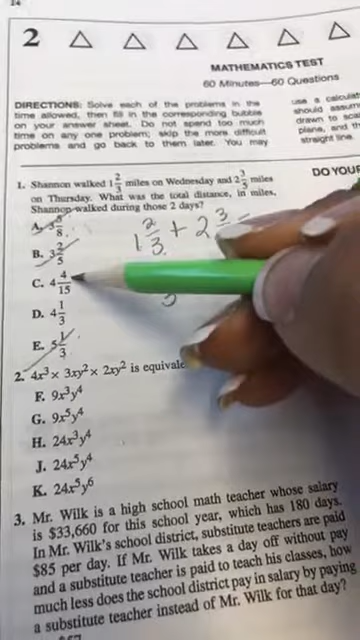 14
2
MATHEMATICS TEST
60 Minutes—60 Questions
DIRECTIONS: Solve each of the problems in the
time allowed, then fill in the corresponding bubble
on your answer sheet. Do not spend too much
time on any one problem; skip the more difficult
problems and go back to them later. You may
use a calculat
should assum
drawn to sca
plane, and th
straight line.
DO YOUR
1. Shannon walked 1 2/3 miles on Wednesday and 2 3/5 miles
on Thursday. What was the total distance, in miles,
Shannon walked during those 2 days?
1 2/3 + 2 3
A. 3 /8
B. 3 2/5
C. 4 4/15
D. 4 1/3
E. 5 1/3
2. 4x³ × 3xy² × 2xy² is equivale
F. 9x³y⁴
G. 9x⁵y⁴
H. 24x³y⁴
J. 24x⁵y⁴
K. 24x⁵y⁶
3. Mr. Wilk is a high school math teacher whose salary
is $33,660 for this school year, which has 180 days.
In Mr. Wilk's school district, substitute teachers are paid
$85 per day. If Mr. Wilk takes a day off without pay
and a substitute teacher is paid to teach his classes, how
much less does the school district pay in salary by paying
a substitute teacher instead of Mr. Wilk for that day?